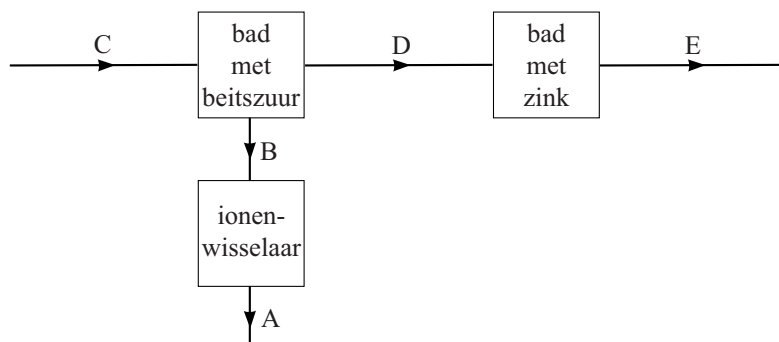 C
bad
met
beitszuur
D
bad
met
zink
E
B
ionen-
wisselaar
A